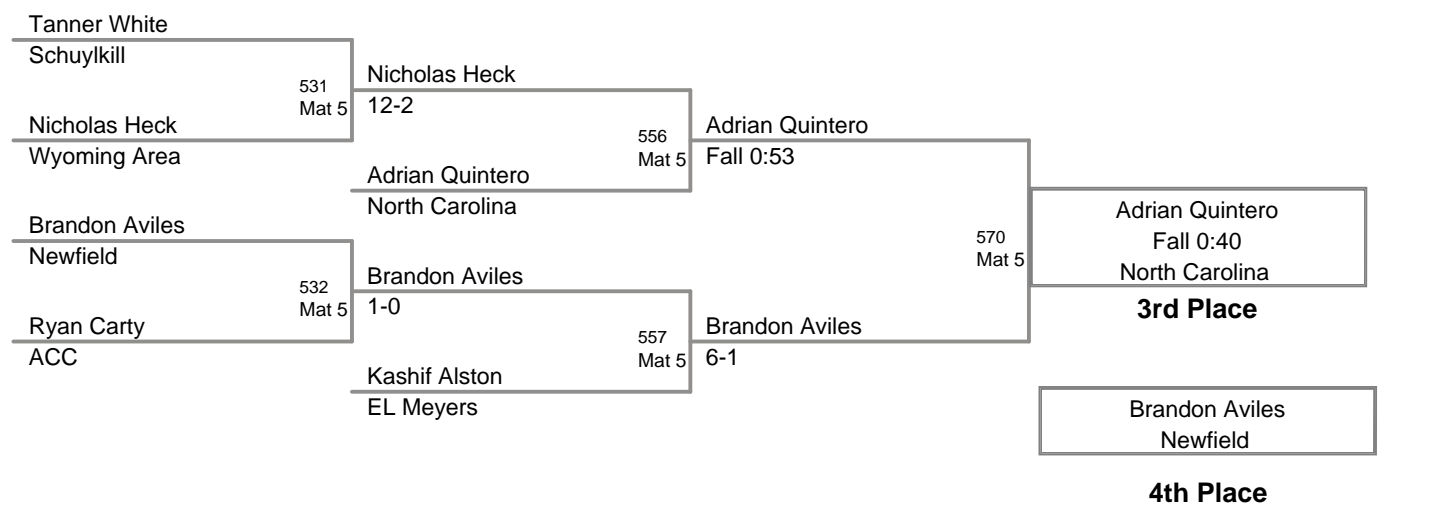 Tanner White
Schuylkill
531
Mat 5
Nicholas Heck
Wyoming Area
Nicholas Heck
12-2
556
Mat 5
Adrian Quintero
North Carolina
Adrian Quintero
Fall 0:53
Brandon Aviles
Newfield
532
Mat 5
Ryan Carty
ACC
Brandon Aviles
1-0
557
Mat 5
Kashif Alston
EL Meyers
Brandon Aviles
6-1
570
Mat 5
Adrian Quintero
Fall 0:40
North Carolina
3rd Place
Brandon Aviles
Newfield
4th Place